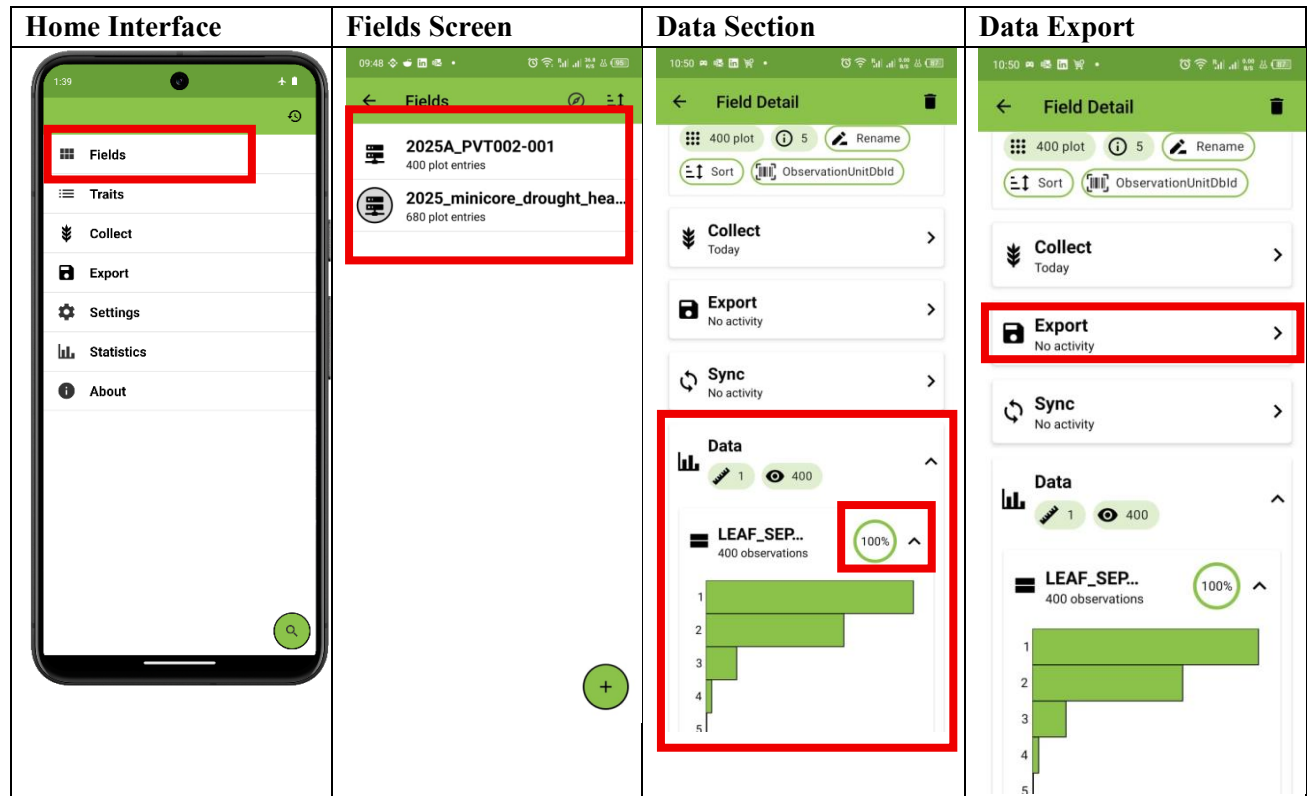 Home Interface
Fields Screen
Data Section
Data Export
1:39
Fields
Traits
Collect
Export
Settings
Statistics
About
09:48
Fields
2025A_PVT002-001
400 plot entries
2025_minicore_drought_hea...
680 plot entries
+
10:50
Field Detail
400 plot
5
Rename
Sort
ObservationUnitDbId
Collect
Today
Export
No activity
Sync
No activity
Data
1
400
LEAF_SEP...
400 observations
100%
1
2
3
4
5
10:50
Field Detail
400 plot
5
Rename
Sort
ObservationUnitDbId
Collect
Today
Export
No activity
Sync
No activity
Data
1
400
LEAF_SEP...
400 observations
100%
1
2
3
4
5